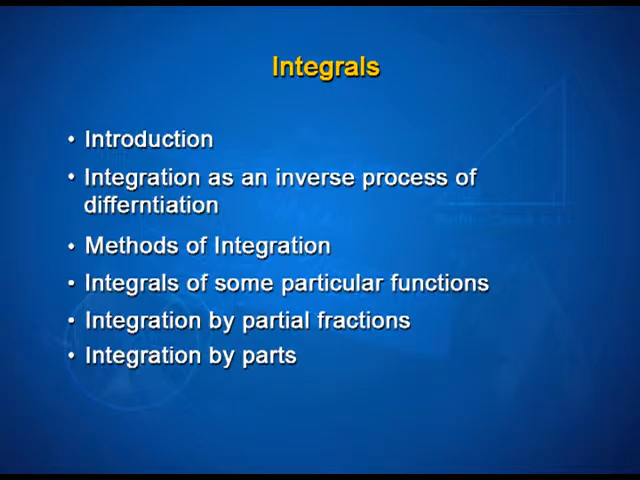 Integrals
• Introduction
• Integration as an inverse process of
differntiation
• Methods of Integration
• Integrals of some particular functions
• Integration by partial fractions
• Integration by parts